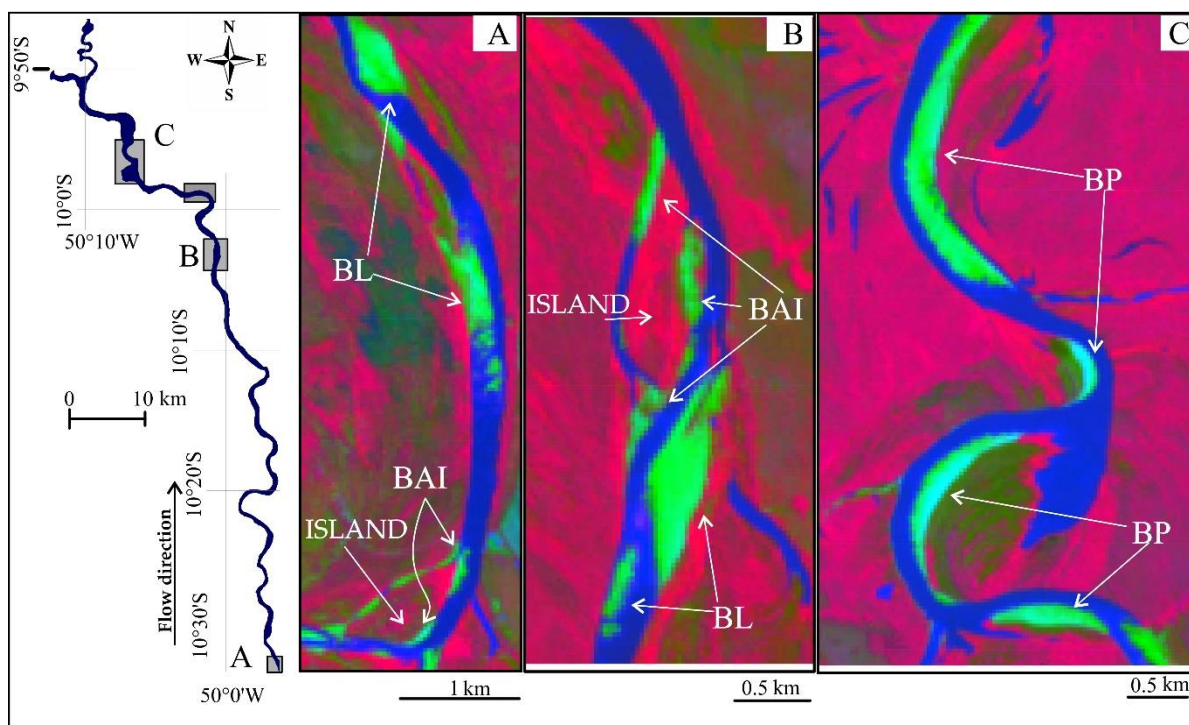 N
W E
S
9°50'S
C
10°0'S
50°10'W
B
10°10'S
0 10 km
10°20'S
Flow direction
10°30'S
A
50°0'W
A
BL
BAI
ISLAND
1 km
B
ISLAND
BAI
BL
0.5 km
C
BP
BP
0.5 km